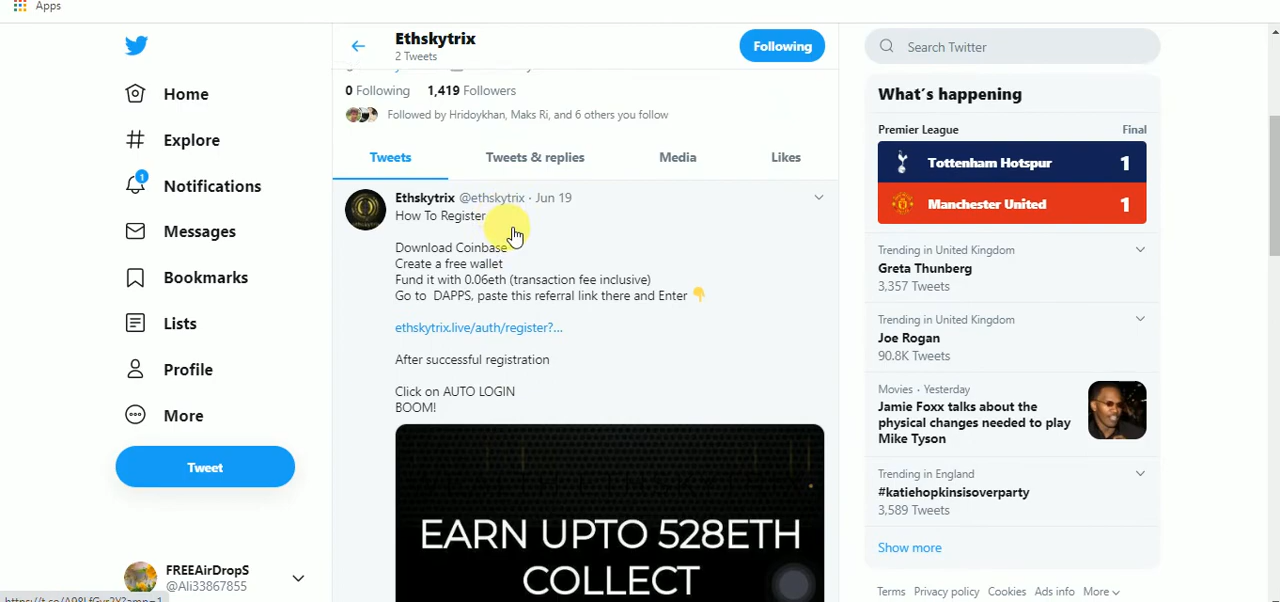 Apps
Ethskytrix
2 Tweets
Following
Search Twitter
Home
Explore
1
Notifications
Messages
Bookmarks
Lists
Profile
More
Tweet
FREEAirDropS
@Ali33867855
0 Following 1,419 Followers
Followed by Hridoykhan, Maks Ri, and 6 others you follow
Tweets Tweets & replies Media Likes
Ethskytrix @ethskytrix · Jun 19
How To Register
Download Coinbase
Create a free wallet
Fund it with 0.06eth (transaction fee inclusive)
Go to DAPPS, paste this referral link there and Enter 👇
ethskytrix.live/auth/register?...
After successful registration
Click on AUTO LOGIN
BOOM!
EARN UPTO 528ETH
COLLECT
What's happening
Premier League Final
Tottenham Hotspur 1
Manchester United 1
Trending in United Kingdom
Greta Thunberg
3,357 Tweets
Trending in United Kingdom
Joe Rogan
90.8K Tweets
Movies · Yesterday
Jamie Foxx talks about the
physical changes needed to play
Mike Tyson
Trending in England
#katiehopkinsisoverparty
3,589 Tweets
Show more
Terms Privacy policy Cookies Ads info More